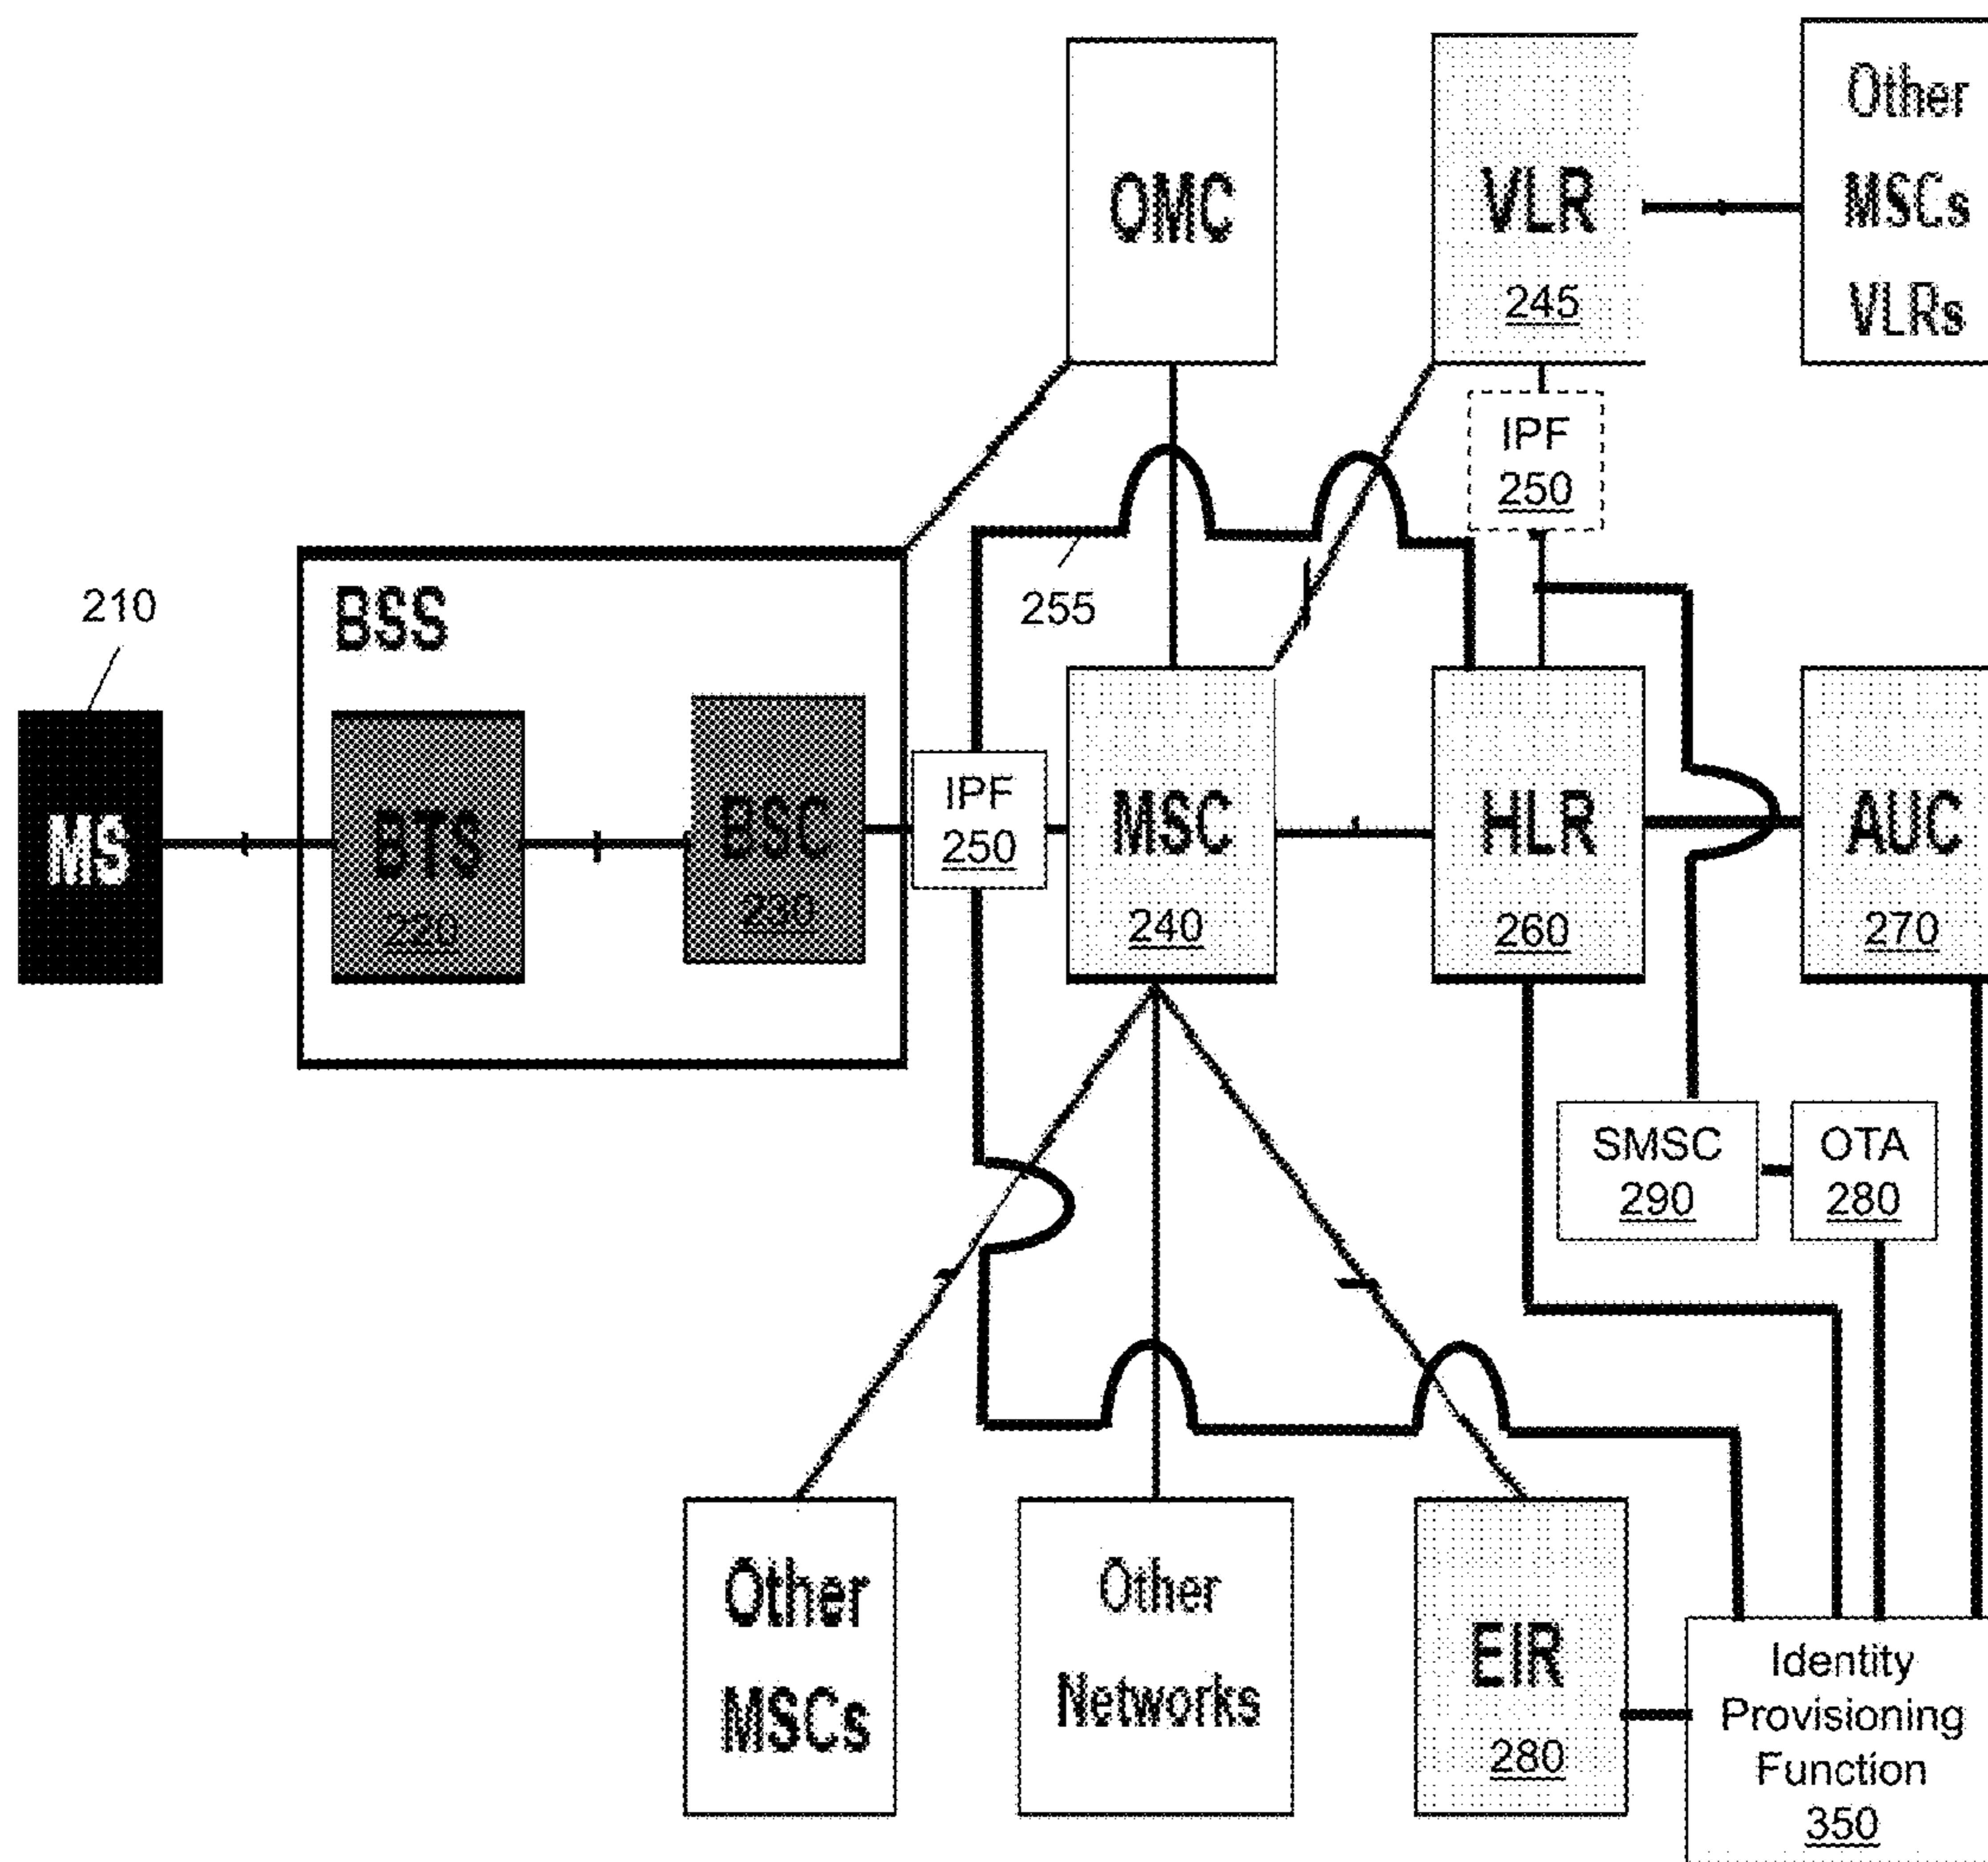 OMC
VLR
245
Other
MSCs
VLRs
IPF
250
255
210
BSS
MS
BTS
220
BSC
230
IPF
250
MSC
240
HLR
260
AUC
270
SMSC
290
OTA
280
Other
MSCs
Other
Networks
EIR
280
Identity
Provisioning
Function
350